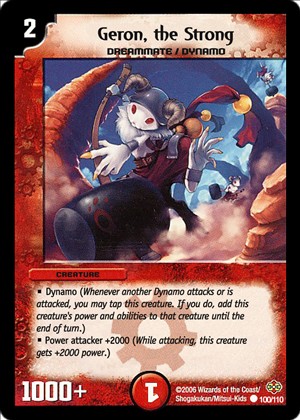 2
Geron, the Strong
DREAMMATE / DYNAMO
CREATURE
▪ Dynamo (Whenever another Dynamo attacks or is
attacked, you may tap this creature. If you do, add this
creature's power and abilities to that creature until the
end of turn.)
▪ Power attacker +2000 (While attacking, this creature
gets +2000 power.)
1000+
1
©2006 Wizards of the Coast/
Shogakukan/Mitsui-Kids ● 100/110